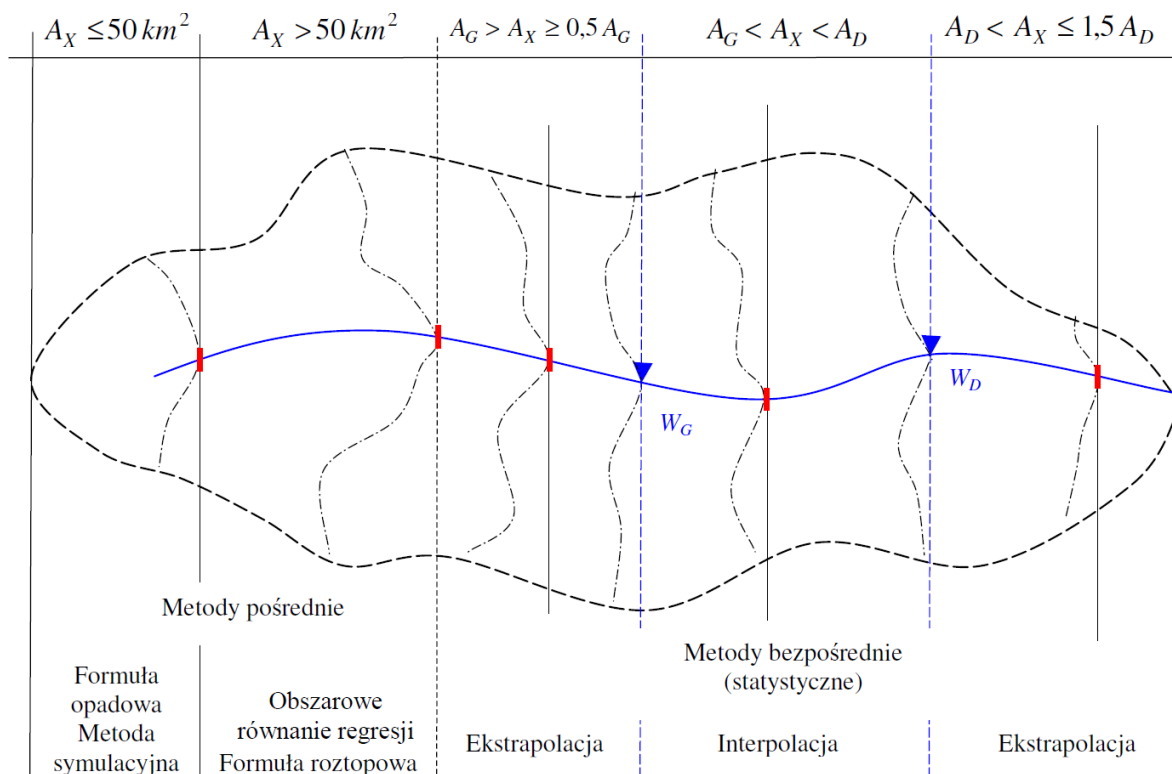 A_X ≤ 50 km²
A_X > 50 km²
A_G > A_X ≥ 0,5 A_G
A_G < A_X < A_D
A_D < A_X ≤ 1,5 A_D
W_G
W_D
Metody pośrednie
Metody bezpośrednie
(statystyczne)
Formuła
opadowa
Metoda
symulacyjna
Obszarowe
równanie regresji
Formuła roztopowa
Ekstrapolacja
Interpolacja
Ekstrapolacja